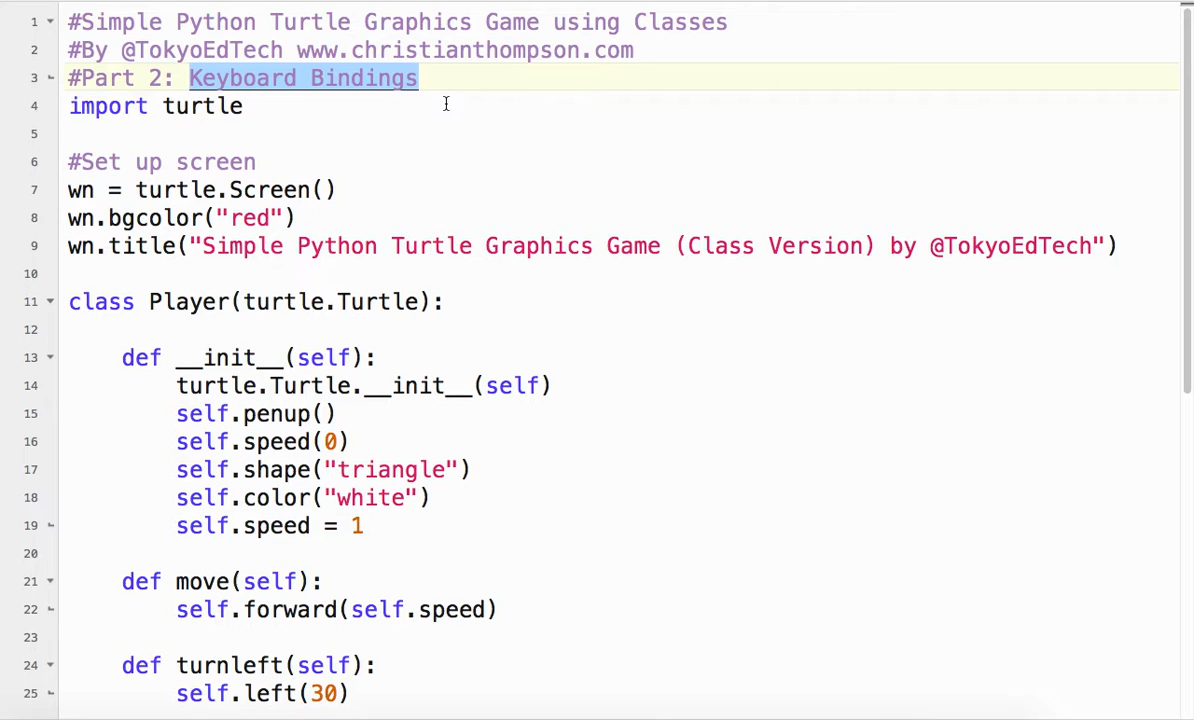 1 #Simple Python Turtle Graphics Game using Classes
2 #By @TokyoEdTech www.christianthompson.com
3 #Part 2: Keyboard Bindings
4 import turtle
5
6 #Set up screen
7 wn = turtle.Screen()
8 wn.bgcolor("red")
9 wn.title("Simple Python Turtle Graphics Game (Class Version) by @TokyoEdTech")
10
11 class Player(turtle.Turtle):
12
13     def __init__(self):
14         turtle.Turtle.__init__(self)
15         self.penup()
16         self.speed(0)
17         self.shape("triangle")
18         self.color("white")
19         self.speed = 1
20
21     def move(self):
22         self.forward(self.speed)
23
24     def turnleft(self):
25         self.left(30)